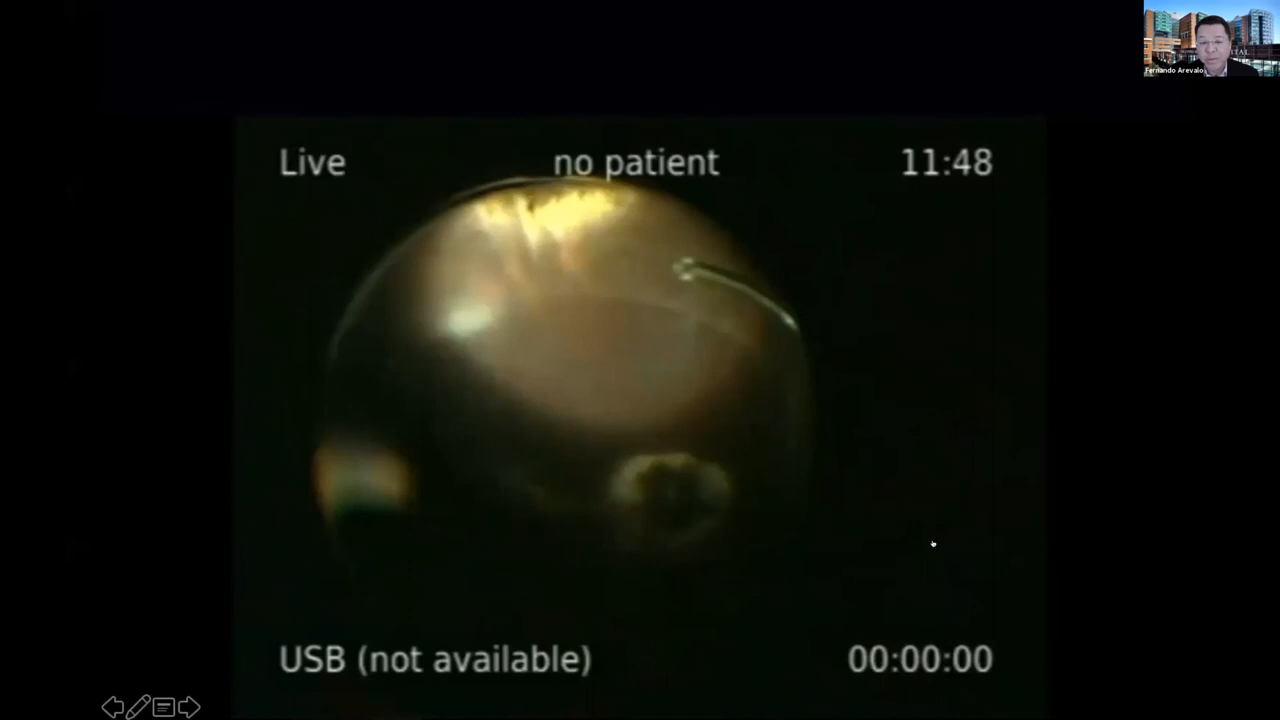 Fernando Arevalo
Live
no patient
11:48
USB (not available)
00:00:00